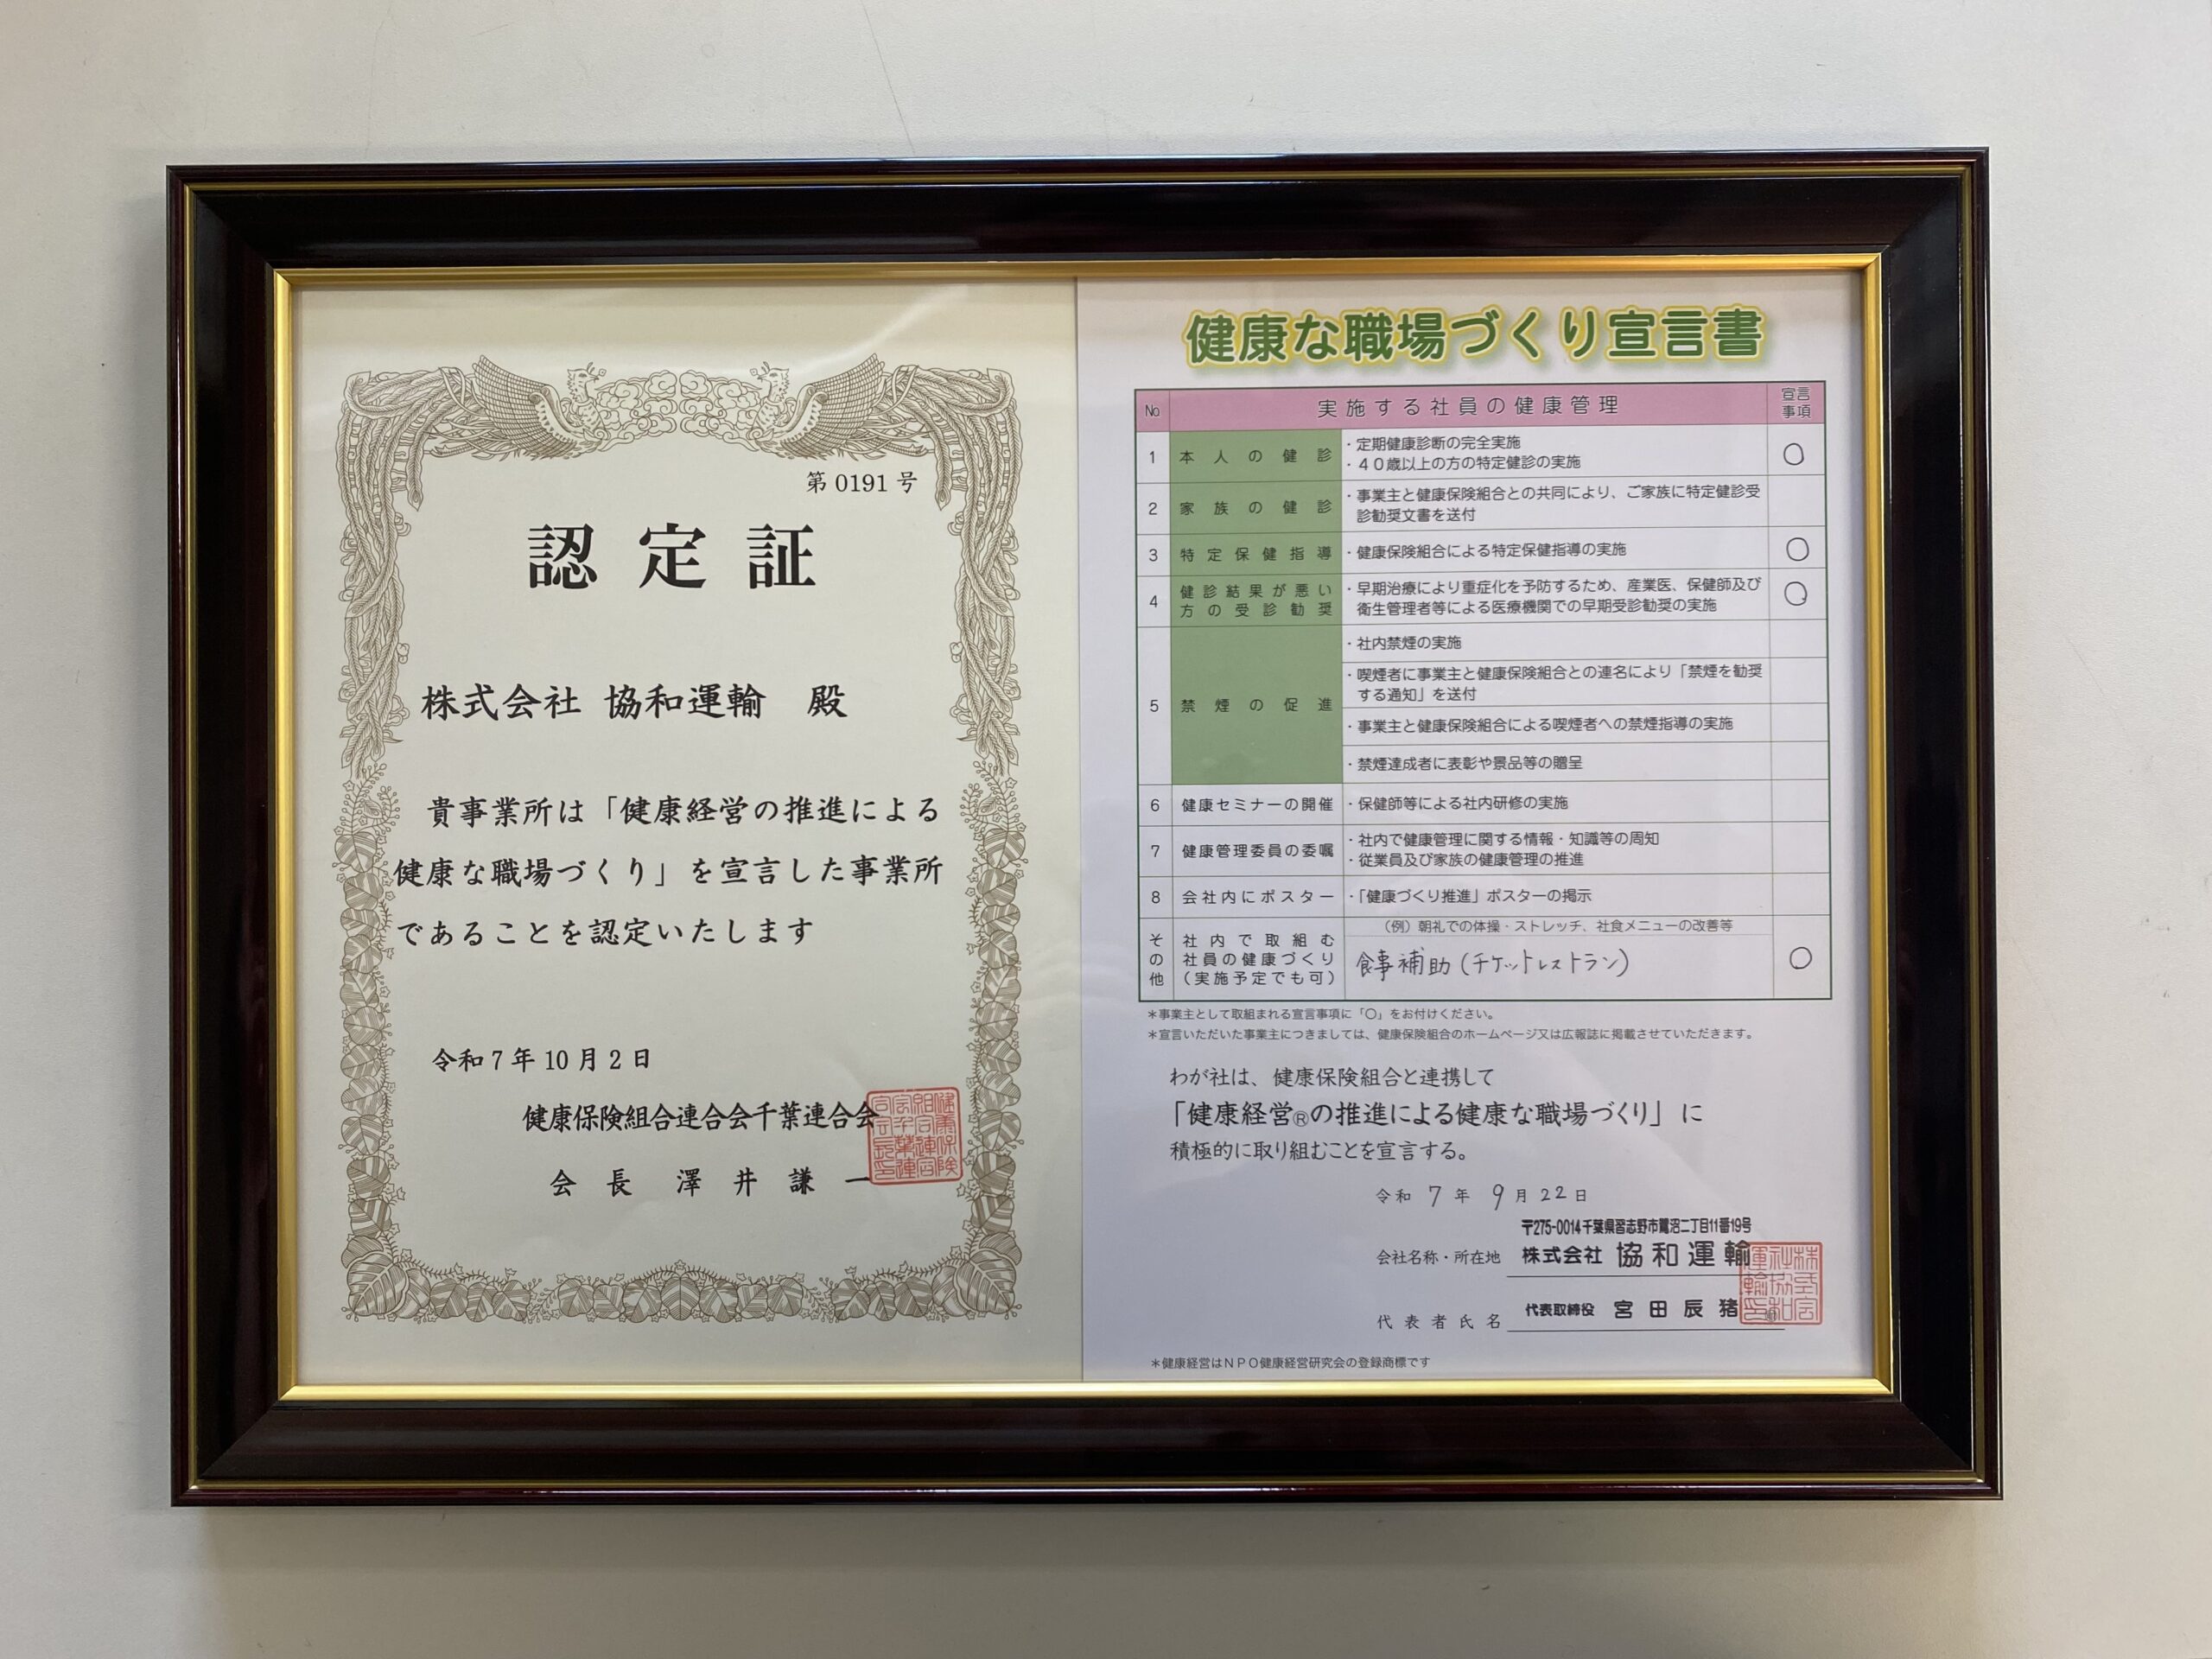 第0191号
認定証
株式会社 協和運輸 殿
貴事業所は「健康経営の推進による
健康な職場づくり」を宣言した事業所
であることを認定いたします
令和7年10月2日
健康保険組合連合会千葉連合会
会長 澤井謙一
健康な職場づくり宣言書
No 実施する社員の健康管理 宣言事項
1 本人の健診 ・定期健康診断の完全実施 ○
・40歳以上の方の特定健診の実施
2 家族の健診 ・事業主と健康保険組合との共同により、ご家族に特定健診受
診勧奨文書を送付
3 特定保健指導 ・健康保険組合による特定保健指導の実施 ○
4 健診結果が悪い方の受診勧奨 ・早期治療により重症化を予防するため、産業医、保健師及び ○
衛生管理者等による医療機関での早期受診勧奨の実施
5 禁煙の促進 ・社内禁煙の実施
・喫煙者に事業主と健康保険組合との連名により「禁煙を勧奨
する通知」を送付
・事業主と健康保険組合による喫煙者への禁煙指導の実施
・禁煙達成者に表彰や景品等の贈呈
6 健康セミナーの開催 ・保健師等による社内研修の実施
7 健康管理委員の委嘱 ・社内で健康管理に関する情報・知識等の周知
・従業員及び家族の健康管理の推進
8 会社内にポスター ・「健康づくり推進」ポスターの掲示
その他 社内で取組む社員の健康づくり(実施予定でも可) (例)朝礼での体操・ストレッチ、社食メニューの改善等
食事補助(チケットレストラン) ○
＊事業主として取組まれる宣言事項に「○」をお付けください。
＊宣言いただいた事業主につきましては、健康保険組合のホームページ又は広報誌に掲載させていただきます。
わが社は、健康保険組合と連携して
「健康経営®の推進による健康な職場づくり」に
積極的に取り組むことを宣言する。
令和 7年 9月 22日
〒275-0014千葉県習志野市鷺沼二丁目11番19号
会社名称・所在地 株式会社 協和運輸
代表者氏名 代表取締役 宮田辰猪
＊健康経営はNPO健康経営研究会の登録商標です